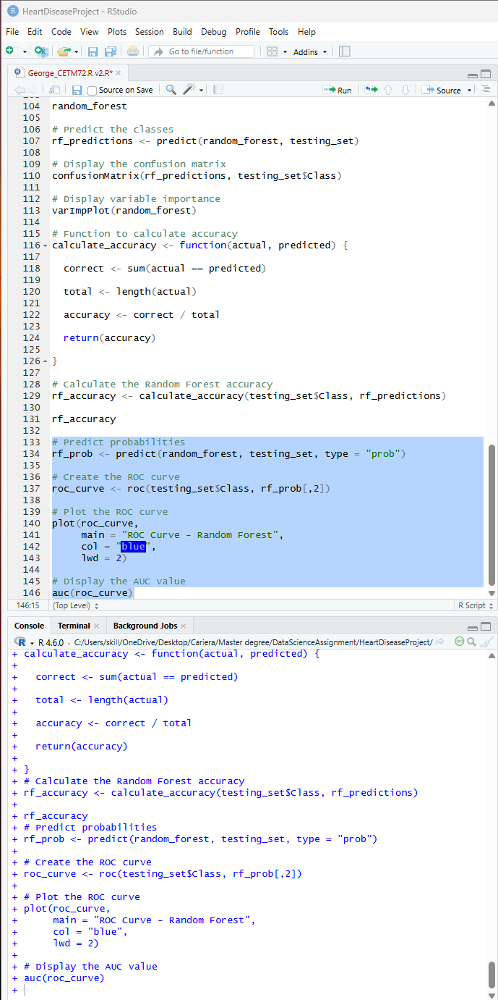 HeartDiseaseProject - RStudio
File Edit Code View Plots Session Build Debug Profile Tools Help
Go to file/function Addins
George_CETM72.R v2.R*
Source on Save Run Source
104 random_forest
105
106 # Predict the classes
107 rf_predictions <- predict(random_forest, testing_set)
108
109 # Display the confusion matrix
110 confusionMatrix(rf_predictions, testing_set$Class)
111
112 # Display variable importance
113 varImpPlot(random_forest)
114
115 # Function to calculate accuracy
116 calculate_accuracy <- function(actual, predicted) {
117
118   correct <- sum(actual == predicted)
119
120   total <- length(actual)
121
122   accuracy <- correct / total
123
124   return(accuracy)
125
126 }
127
128 # Calculate the Random Forest accuracy
129 rf_accuracy <- calculate_accuracy(testing_set$Class, rf_predictions)
130
131 rf_accuracy
132
133 # Predict probabilities
134 rf_prob <- predict(random_forest, testing_set, type = "prob")
135
136 # Create the ROC curve
137 roc_curve <- roc(testing_set$Class, rf_prob[,2])
138
139 # Plot the ROC curve
140 plot(roc_curve,
141      main = "ROC Curve - Random Forest",
142      col = "blue",
143      lwd = 2)
144
145 # Display the AUC value
146 auc(roc_curve)
146:15 (Top Level) R Script
Console Terminal Background Jobs
R 4.6.0 · C:/Users/skill/OneDrive/Desktop/Cariera/Master degree/DataScienceAssignment/HeartDiseaseProject/
+ calculate_accuracy <- function(actual, predicted) {
+
+   correct <- sum(actual == predicted)
+
+   total <- length(actual)
+
+   accuracy <- correct / total
+
+   return(accuracy)
+
+ }
+ # Calculate the Random Forest accuracy
+ rf_accuracy <- calculate_accuracy(testing_set$Class, rf_predictions)
+
+ rf_accuracy
+ # Predict probabilities
+ rf_prob <- predict(random_forest, testing_set, type = "prob")
+
+ # Create the ROC curve
+ roc_curve <- roc(testing_set$Class, rf_prob[,2])
+
+ # Plot the ROC curve
+ plot(roc_curve,
+      main = "ROC Curve - Random Forest",
+      col = "blue",
+      lwd = 2)
+
+ # Display the AUC value
+ auc(roc_curve)
+